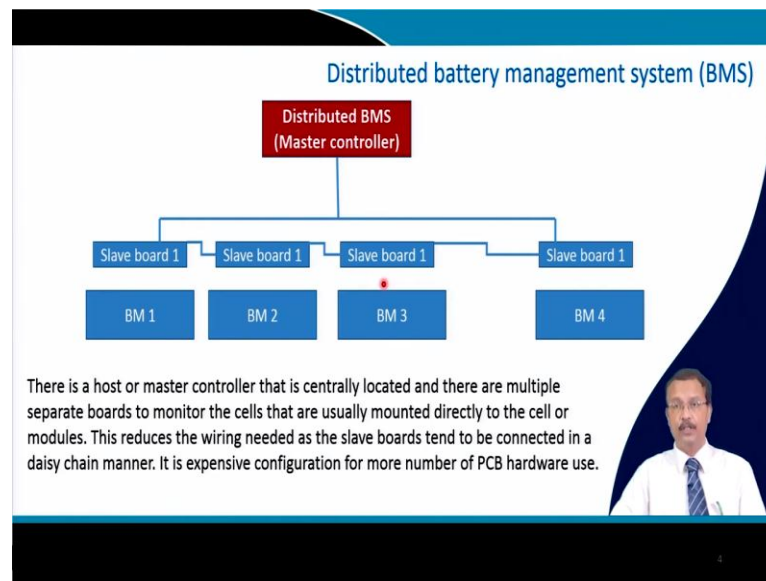 Distributed battery management system (BMS)
Distributed BMS
(Master controller)
Slave board 1
Slave board 1
Slave board 1
Slave board 1
BM 1
BM 2
BM 3
BM 4
There is a host or master controller that is centrally located and there are multiple
separate boards to monitor the cells that are usually mounted directly to the cell or
modules. This reduces the wiring needed as the slave boards tend to be connected in a
daisy chain manner. It is expensive configuration for more number of PCB hardware use.
4